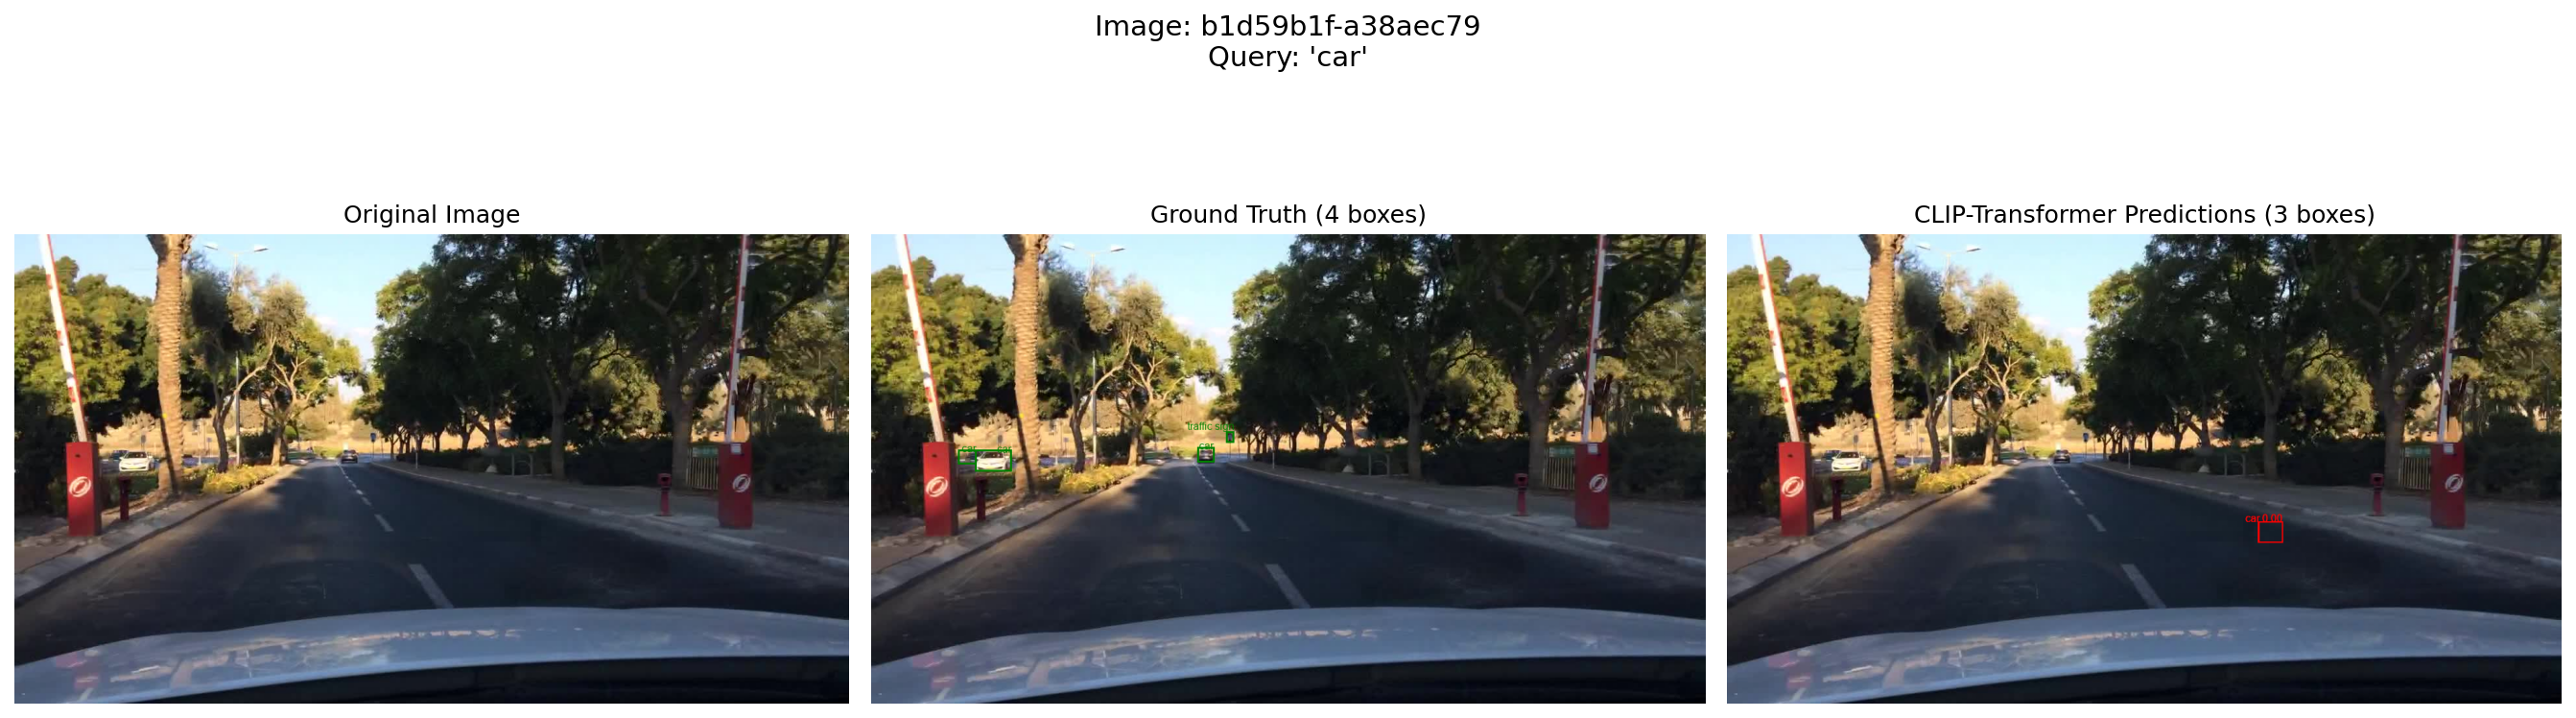 Image: b1d59b1f-a38aec79
Query: 'car'
Original Image
Ground Truth (4 boxes)
CLIP-Transformer Predictions (3 boxes)
traffic sign
car
car
car
car 0.00